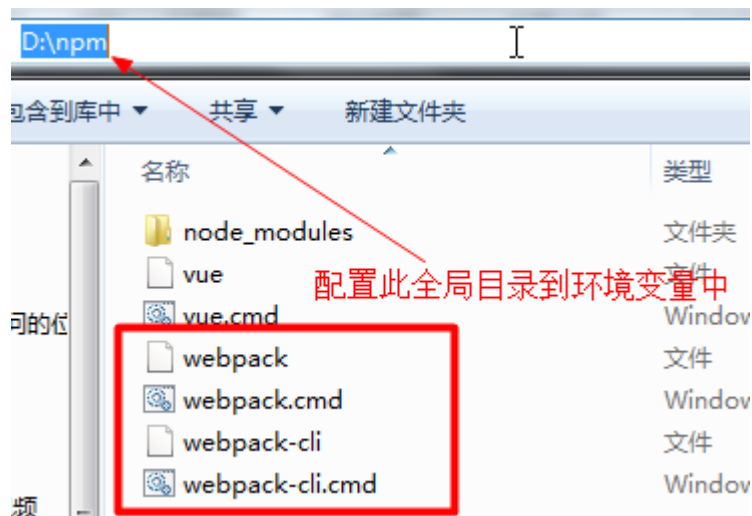 D:\npm
包含到库中 共享 新建文件夹
名称 类型
node_modules 文件夹
vue 文件
配置此全局目录到环境变量中
vue.cmd Window
问的位
webpack 文件
webpack.cmd Window
webpack-cli 文件
webpack-cli.cmd Window
频